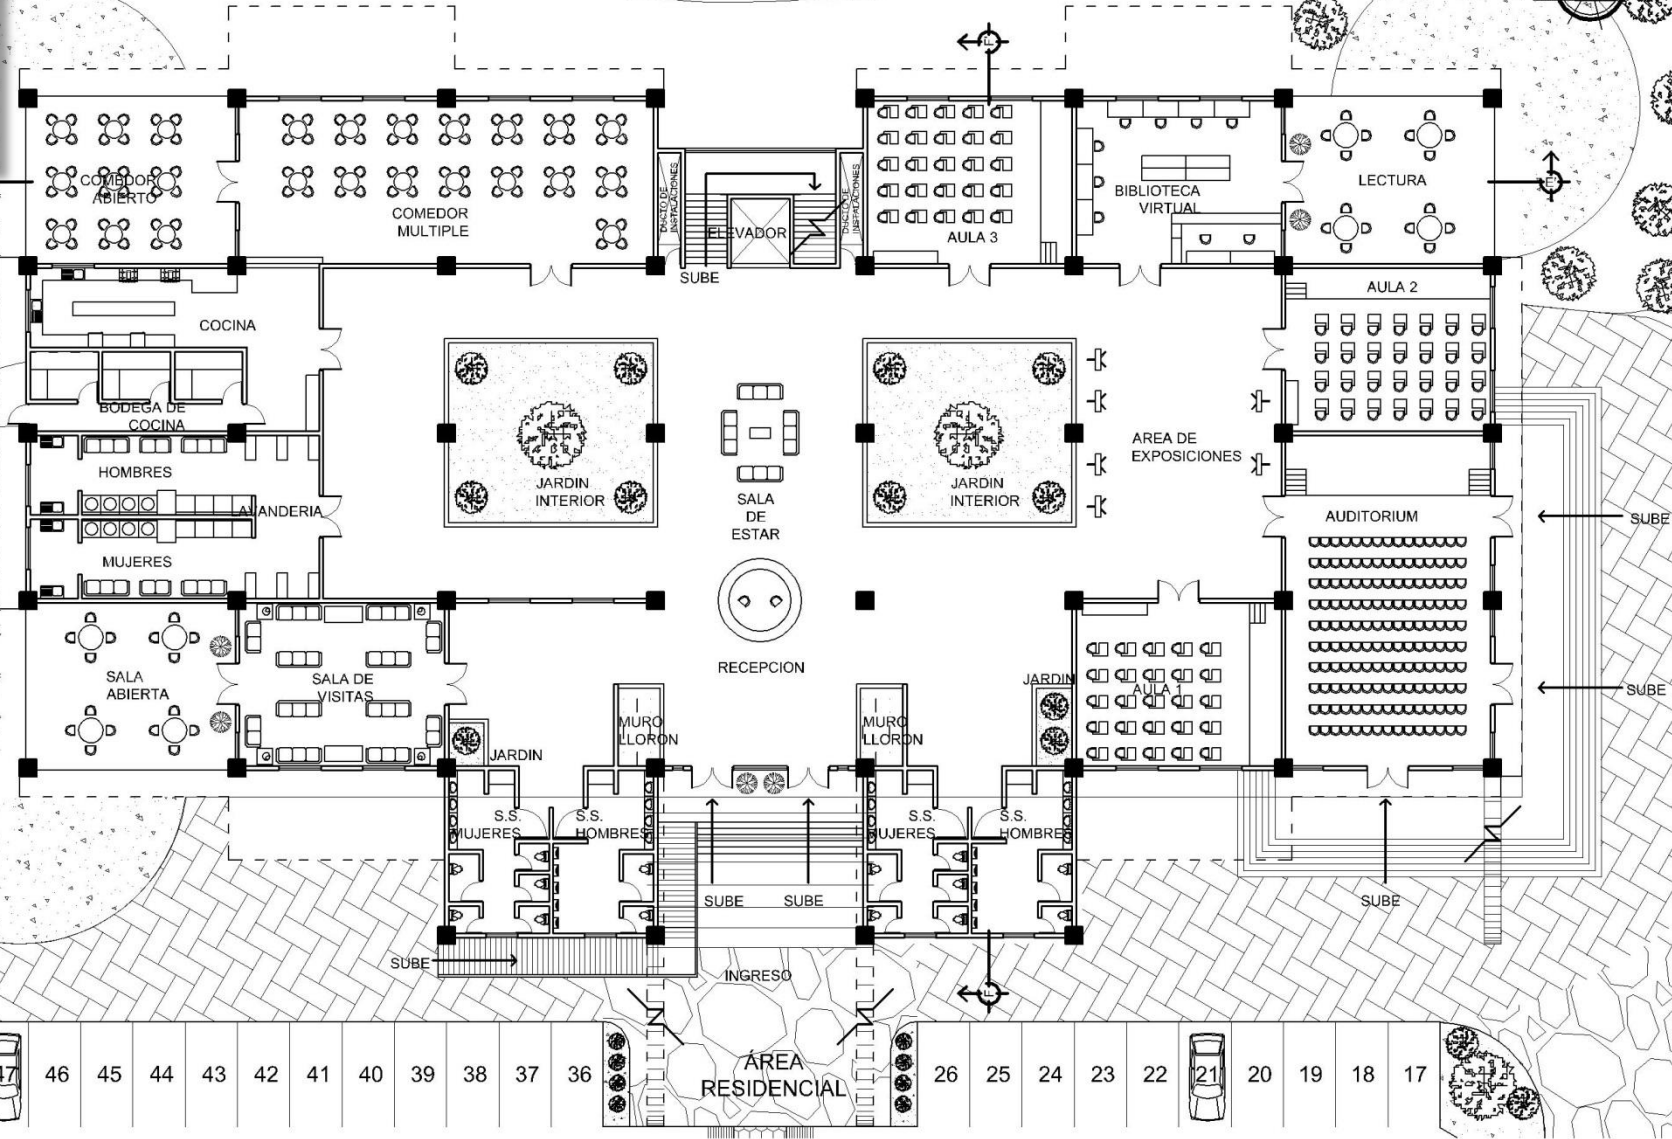 F
COMEDOR
ABIERTO
COMEDOR
MULTIPLE
DUCTO DE
INSTALACIONES
ELEVADOR
DUCTO DE
INSTALACIONES
SUBE
AULA 3
BIBLIOTECA
VIRTUAL
LECTURA
E
COCINA
AULA 2
BODEGA DE
COCINA
HOMBRES
LAVANDERIA
MUJERES
JARDIN
INTERIOR
SALA
DE
ESTAR
JARDIN
INTERIOR
AREA DE
EXPOSICIONES
AUDITORIUM
SUBE
SALA
ABIERTA
SALA DE
VISITAS
RECEPCION
JARDIN
AULA 1
SUBE
MURO
LLORON
MURO
LLORON
JARDIN
S.S.
MUJERES
S.S.
HOMBRES
S.S.
MUJERES
S.S.
HOMBRES
SUBE
SUBE
SUBE
SUBE
INGRESO
F
47 46 45 44 43 42 41 40 39 38 37 36
ÁREA
RESIDENCIAL
26 25 24 23 22 21 20 19 18 17